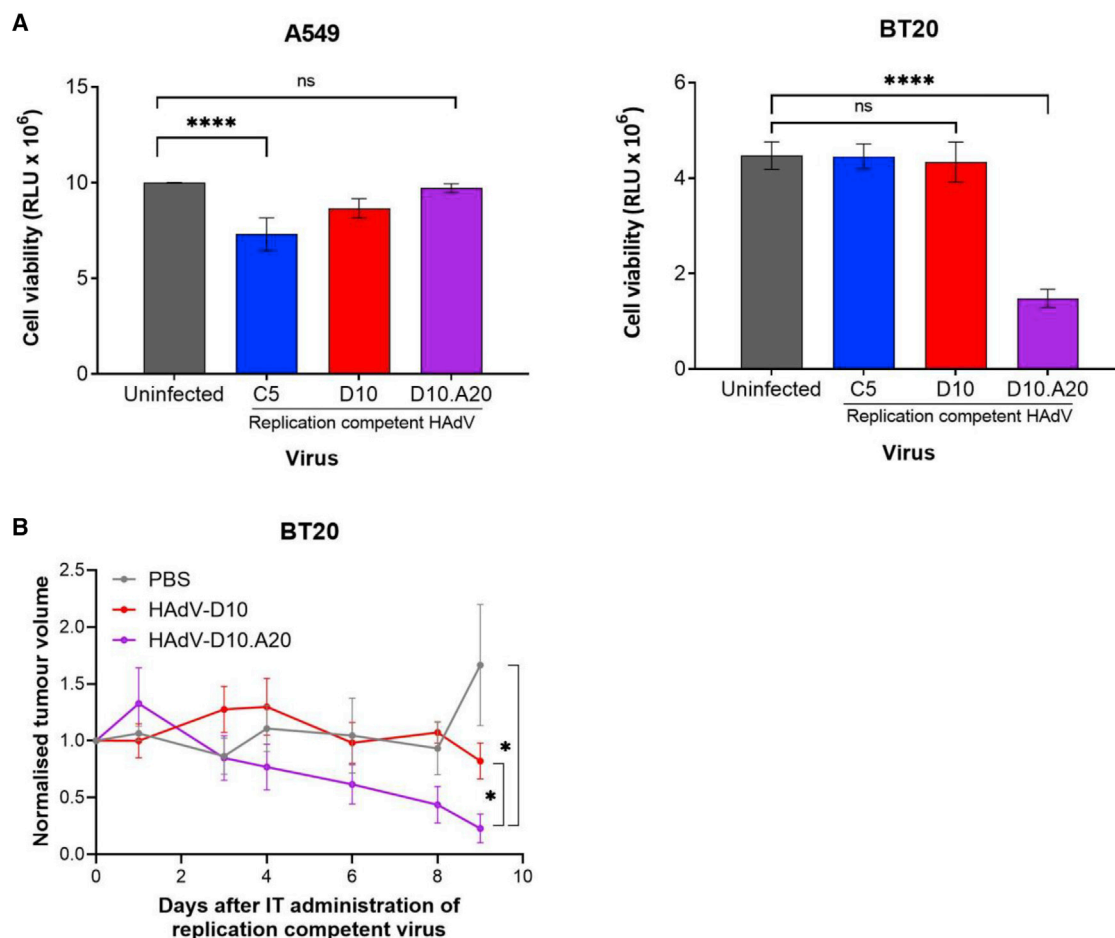 A
A549
Cell viability (RLU x 10⁶)
15
10
5
0
ns
****
Uninfected C5 D10 D10.A20
Replication competent HAdV
Virus
BT20
Cell viability (RLU x 10⁶)
6
4
2
0
****
ns
Uninfected C5 D10 D10.A20
Replication competent HAdV
Virus
B
BT20
Normalised tumour volume
2.5
2.0
1.5
1.0
0.5
0.0
PBS
HAdV-D10
HAdV-D10.A20
*
*
0 2 4 6 8 10
Days after IT administration of
replication competent virus